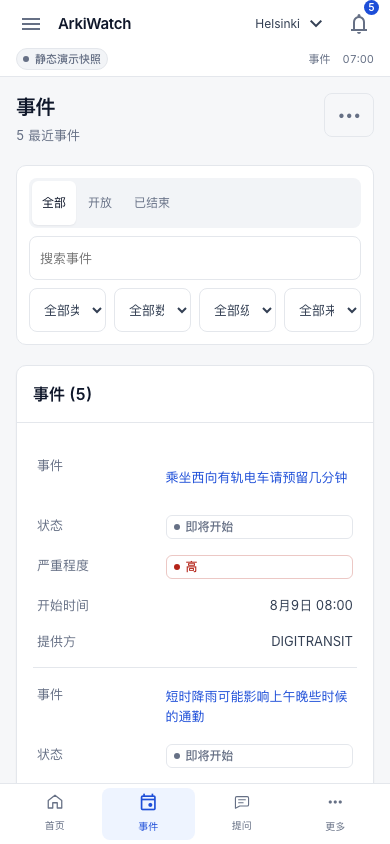 ArkiWatch
Helsinki
5
静态演示快照
事件 07:00
事件
5 最近事件
全部
开放
已结束
搜索事件
全部类
全部数
全部级
全部来
事件 (5)
事件
乘坐西向有轨电车请预留几分钟
状态
即将开始
严重程度
高
开始时间
8月9日 08:00
提供方
DIGITRANSIT
事件
短时降雨可能影响上午晚些时候
的通勤
状态
即将开始
首页
事件
提问
更多